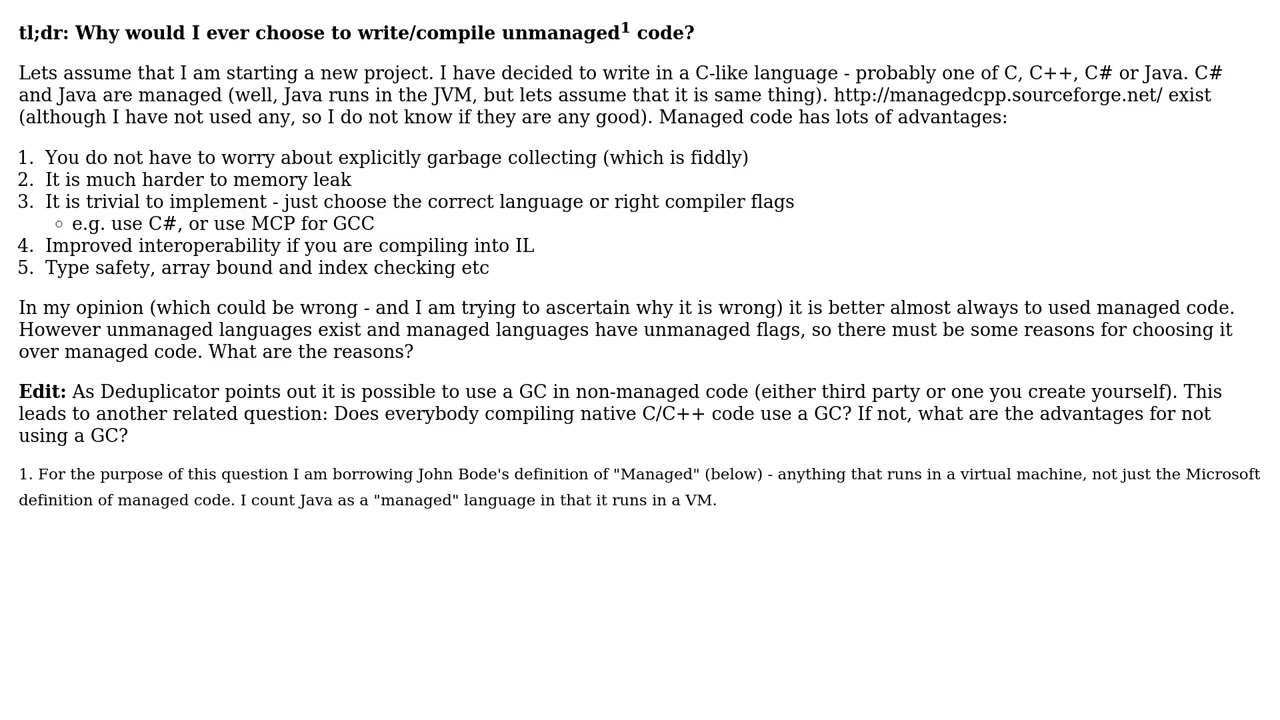 tl;dr: Why would I ever choose to write/compile unmanaged1 code?
Lets assume that I am starting a new project. I have decided to write in a C-like language - probably one of C, C++, C# or Java. C#
and Java are managed (well, Java runs in the JVM, but lets assume that it is same thing). http://managedcpp.sourceforge.net/ exist
(although I have not used any, so I do not know if they are any good). Managed code has lots of advantages:
1. You do not have to worry about explicitly garbage collecting (which is fiddly)
2. It is much harder to memory leak
3. It is trivial to implement - just choose the correct language or right compiler flags
◦ e.g. use C#, or use MCP for GCC
4. Improved interoperability if you are compiling into IL
5. Type safety, array bound and index checking etc
In my opinion (which could be wrong - and I am trying to ascertain why it is wrong) it is better almost always to used managed code.
However unmanaged languages exist and managed languages have unmanaged flags, so there must be some reasons for choosing it
over managed code. What are the reasons?
Edit: As Deduplicator points out it is possible to use a GC in non-managed code (either third party or one you create yourself). This
leads to another related question: Does everybody compiling native C/C++ code use a GC? If not, what are the advantages for not
using a GC?
1. For the purpose of this question I am borrowing John Bode's definition of "Managed" (below) - anything that runs in a virtual machine, not just the Microsoft
definition of managed code. I count Java as a "managed" language in that it runs in a VM.